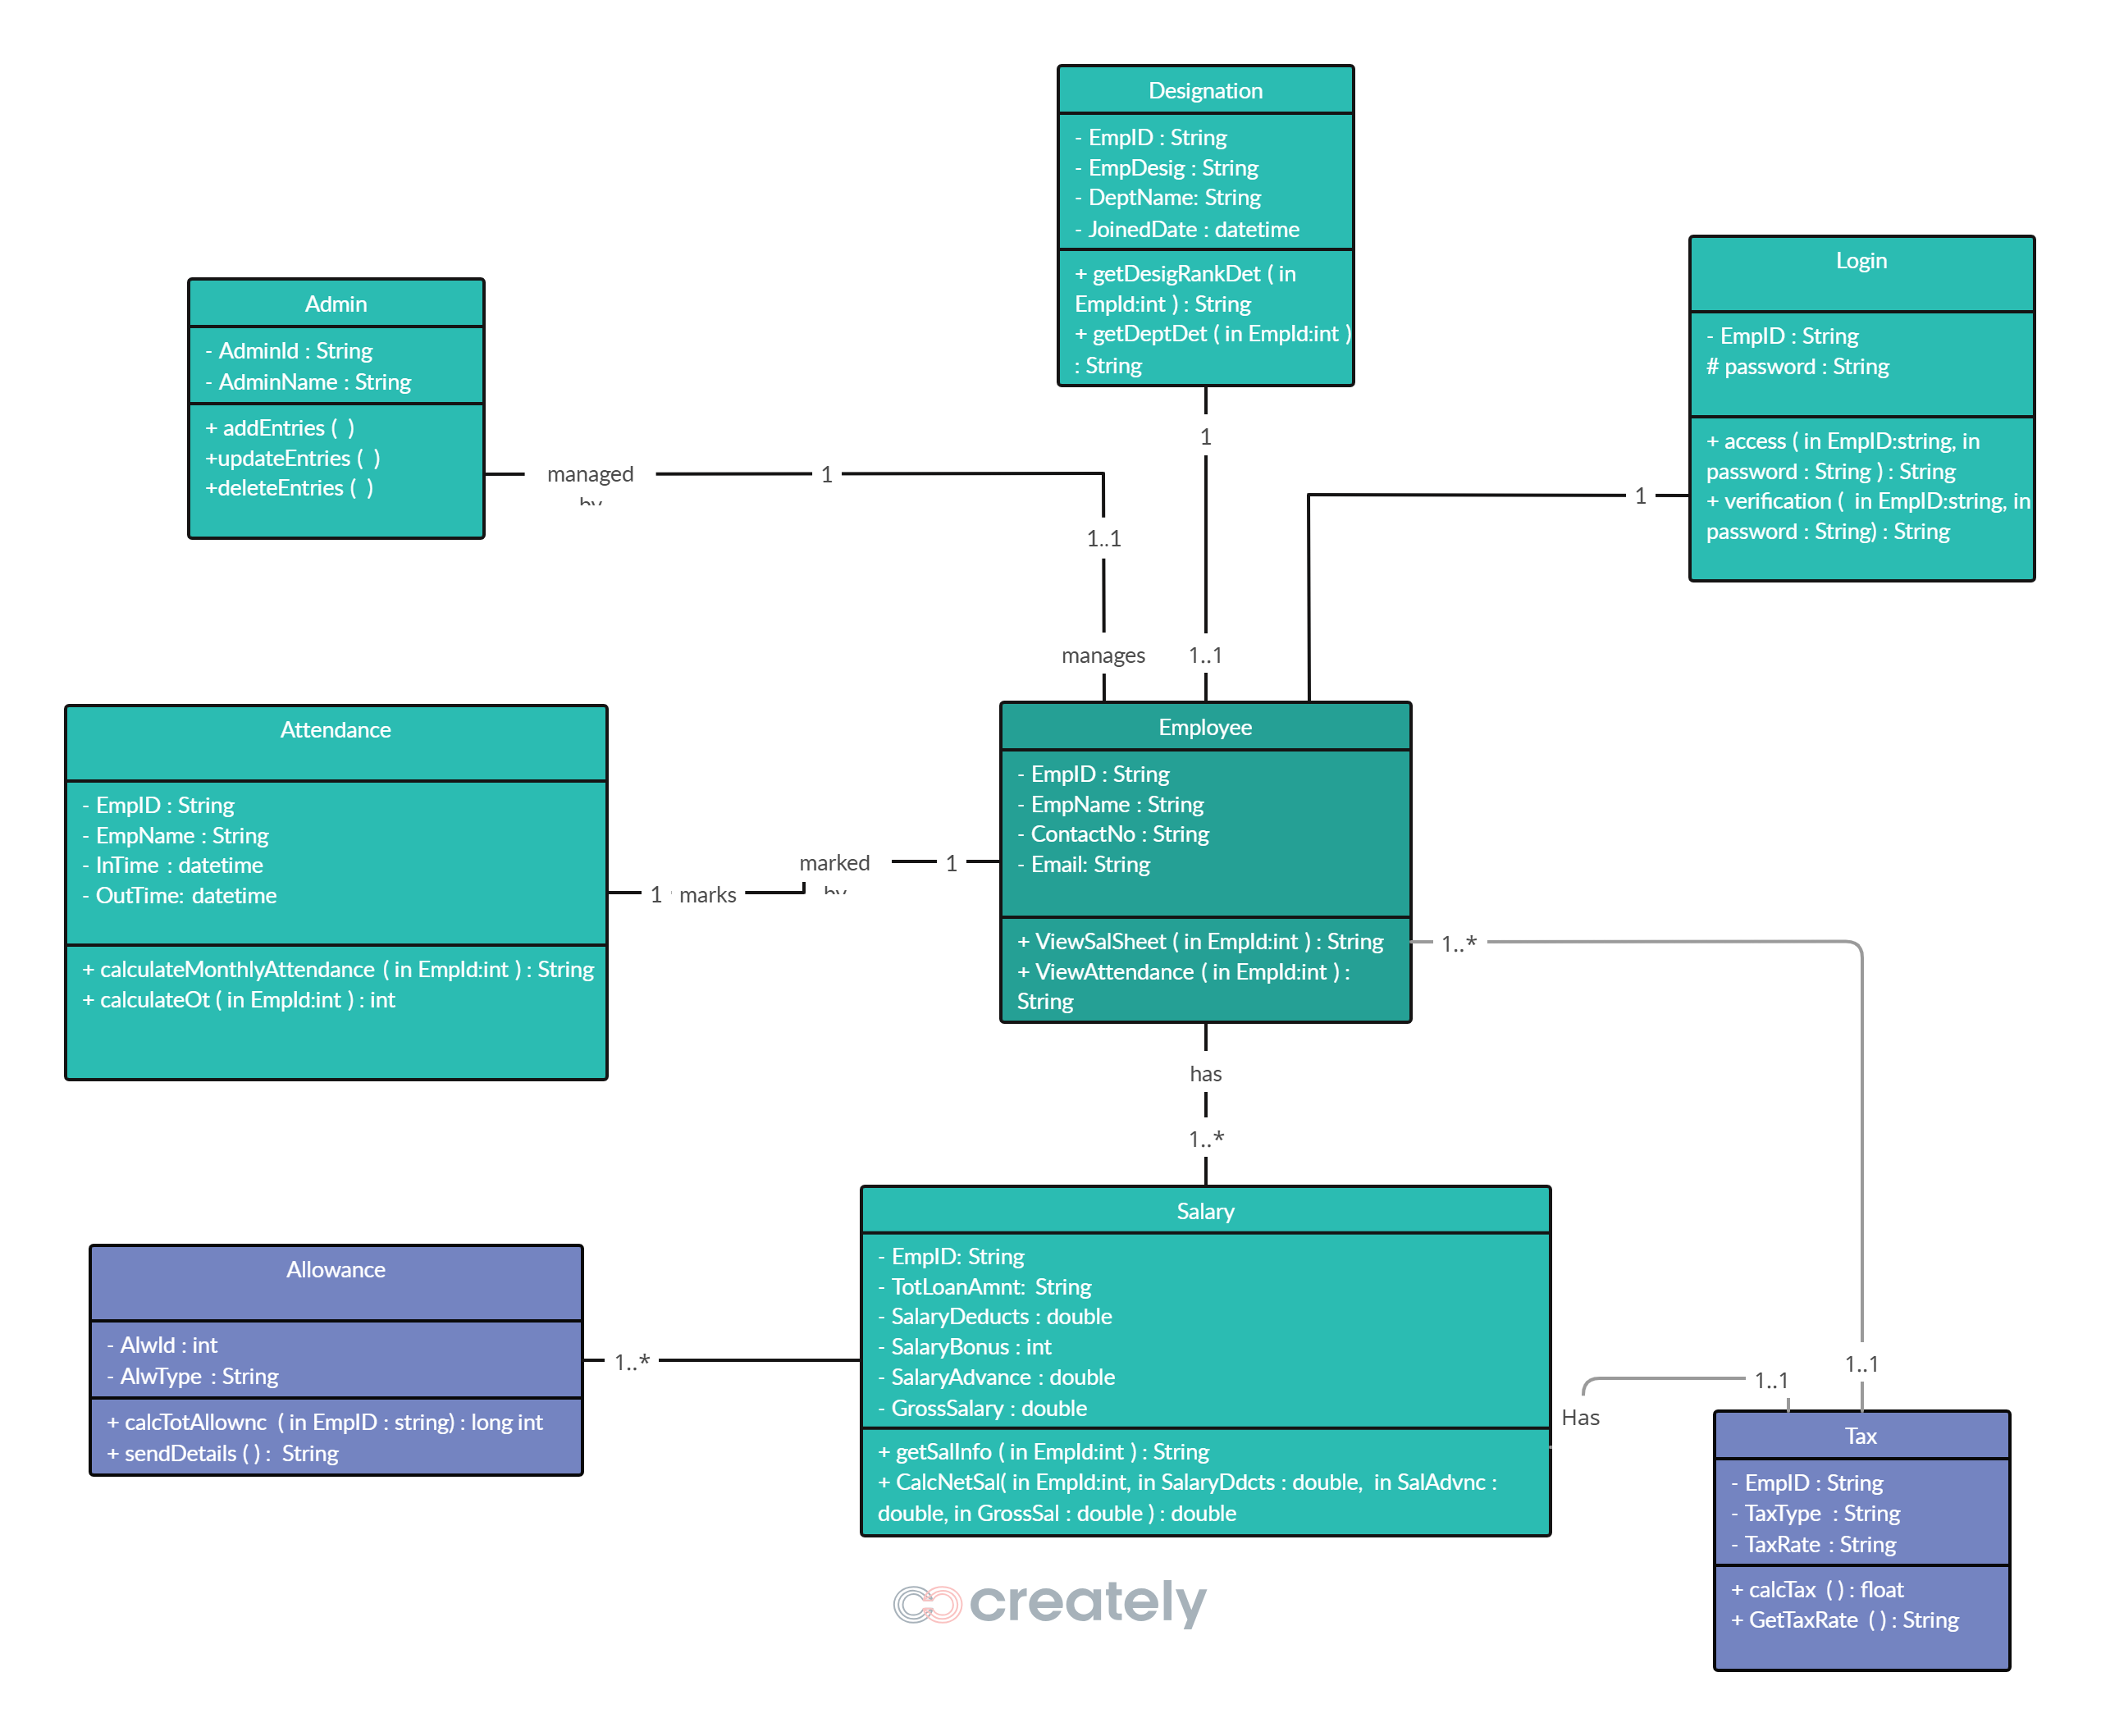 Designation
- EmpID : String
- EmpDesig : String
- DeptName: String
- JoinedDate : datetime
+ getDesigRankDet ( in
EmpId:int ) : String
+ getDeptDet ( in EmpId:int )
: String
Login
- EmpID : String
# password : String
+ access ( in EmpID:string, in
password : String ) : String
+ verification (  in EmpID:string, in
password : String) : String
Admin
- AdminId : String
- AdminName : String
+ addEntries (  )
+updateEntries (  )
+deleteEntries (  )
managed
by
1
1..1
manages
1
1..1
1
Attendance
- EmpID : String
- EmpName : String
- InTime  : datetime
- OutTime:  datetime
+ calculateMonthlyAttendance  ( in EmpId:int ) : String
+ calculateOt ( in EmpId:int ) : int
1
marks
marked
by
1
Employee
- EmpID : String
- EmpName : String
- ContactNo : String
- Email: String
+ ViewSalSheet ( in EmpId:int ) : String
+ ViewAttendance  ( in EmpId:int ) :
String
1..*
1..1
has
1..*
Salary
- EmpID: String
- TotLoanAmnt:  String
- SalaryDeducts : double
- SalaryBonus : int
- SalaryAdvance : double
- GrossSalary : double
+ getSalInfo  ( in EmpId:int ) : String
+ CalcNetSal( in EmpId:int, in SalaryDdcts : double,  in SalAdvnc :
double, in GrossSal : double ) : double
Allowance
- AlwId : int
- AlwType  : String
+ calcTotAllownc  ( in EmpID : string) : long int
+ sendDetails ( ) :  String
1..*
Has
1..1
Tax
- EmpID : String
- TaxType  : String
- TaxRate  : String
+ calcTax  ( ) : float
+ GetTaxRate  ( ) : String
creately